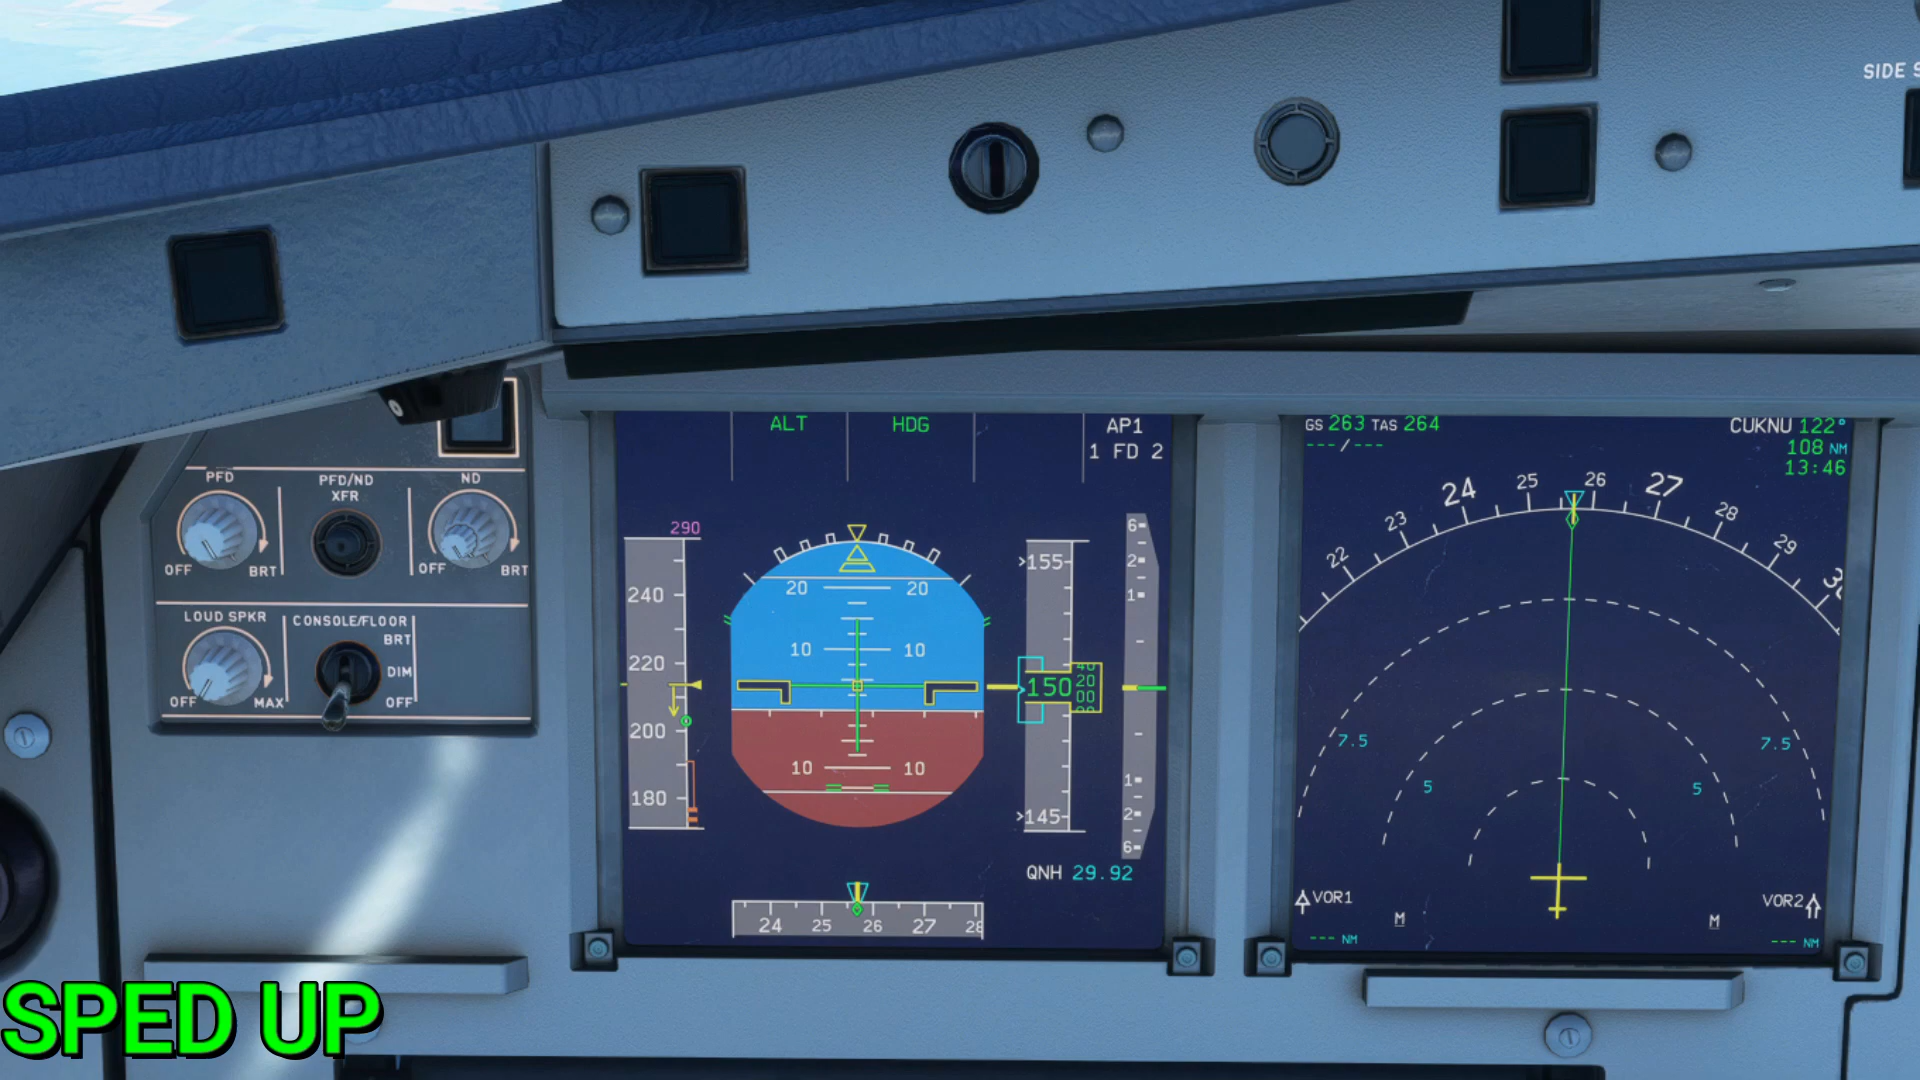 SIDE S
PFD
PFD/ND
XFR
ND
OFF
BRT
OFF
BRT
LOUD SPKR
CONSOLE/FLOOR
BRT
DIM
OFF
OFF
MAX
ALT
HDG
AP1
1 FD 2
290
240
220
200
180
20 20
10 10
10 10
155
150
40
20
00
145
6
2
1
1
2
6
QNH 29.92
24 25 26 27 28
GS 263 TAS 264
---/---
CUKNU 122°
108 NM
13:46
22 23 24 25 26 27 28 29
7.5 7.5
5 5
VOR1
M
--- NM
VOR2
M
--- NM
SPED UP